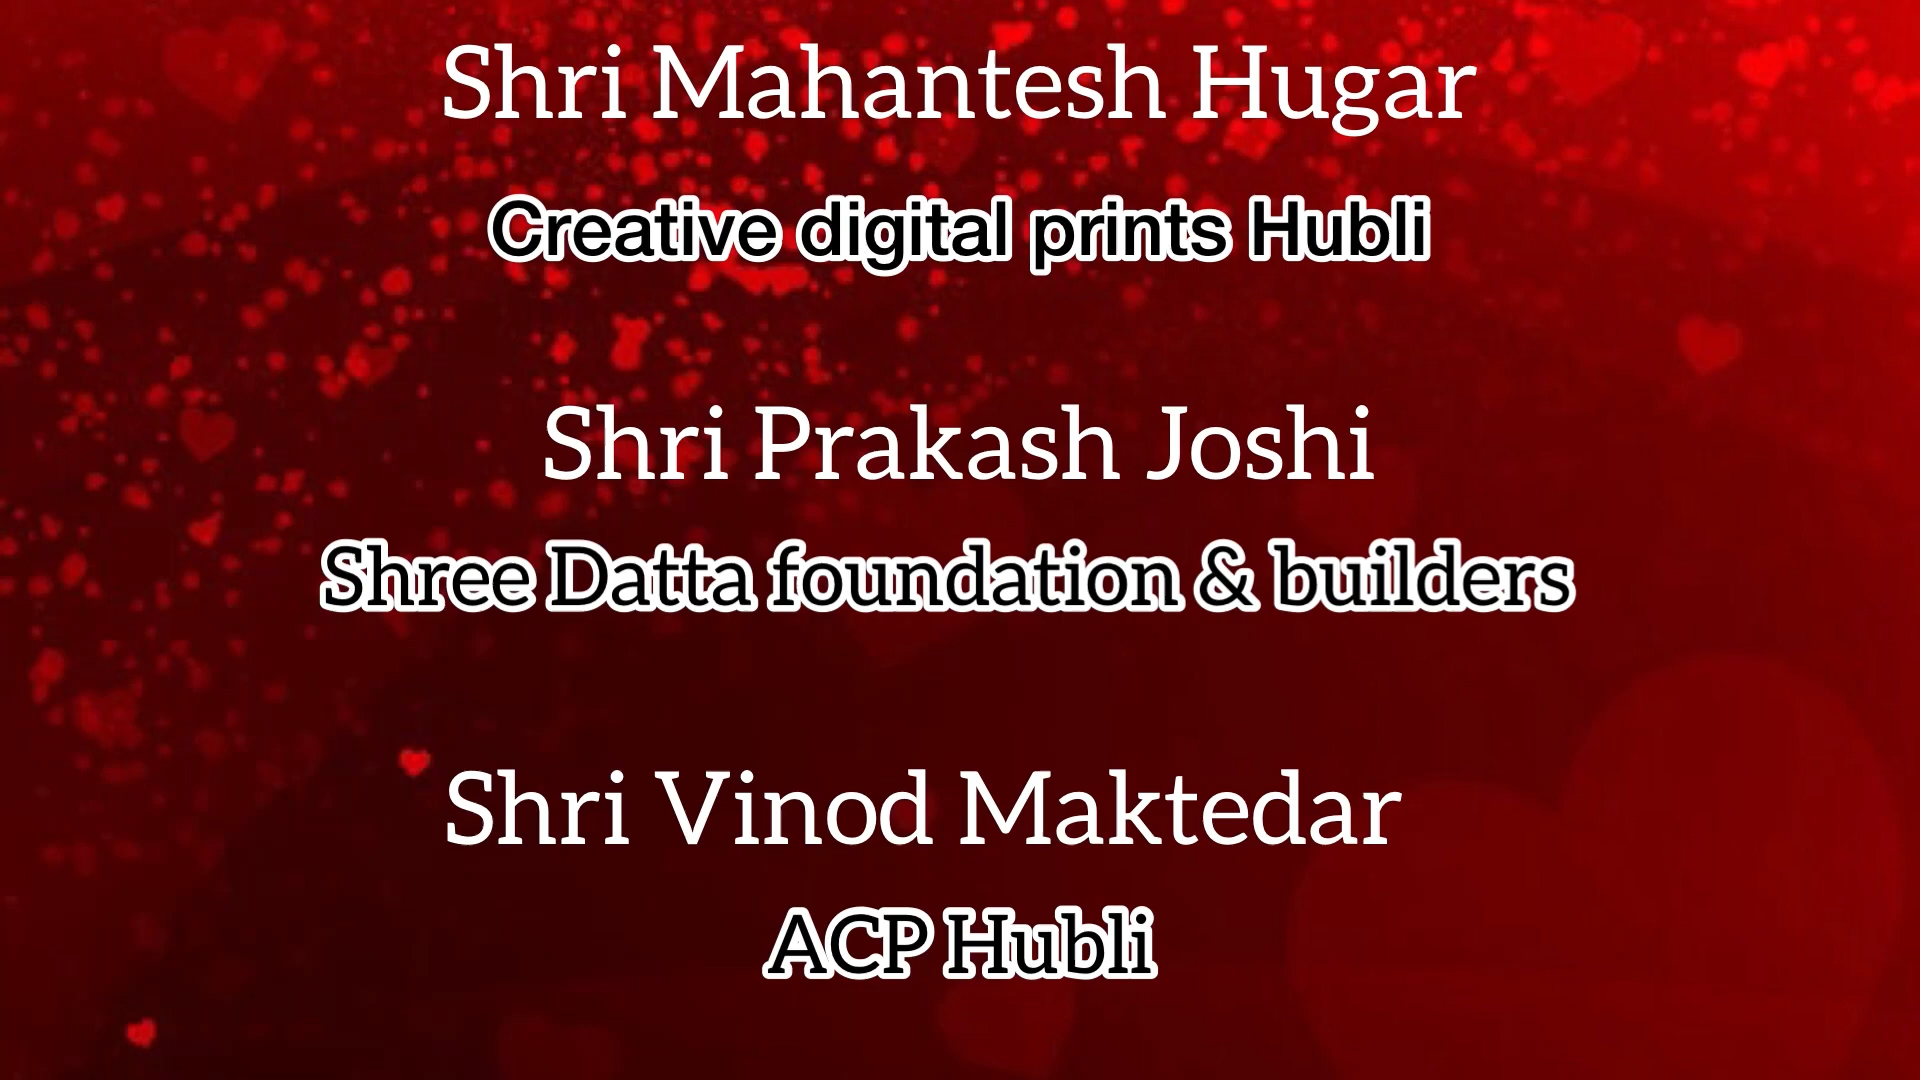 Shri Mahantesh Hugar
Creative digital prints Hubli
Shri Prakash Joshi
Shree Datta foundation & builders
Shri Vinod Maktedar
ACP Hubli